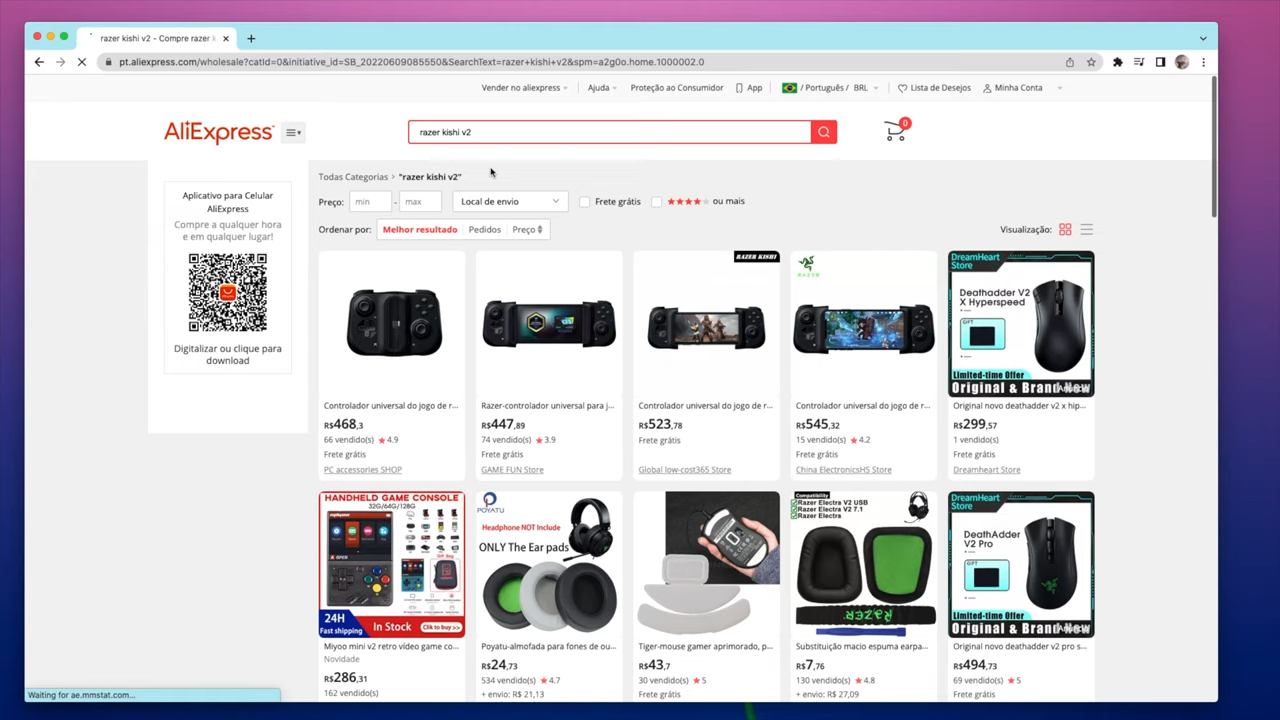 razer kishi v2 - Compre razer k
pt.aliexpress.com/wholesale?catId=0&initiative_id=SB_20220609085550&SearchText=razer+kishi+v2&spm=a2g0o.home.1000002.0
Vender no aliexpress
Ajuda
Proteção ao Consumidor
App
/ Português / BRL
Lista de Desejos
Minha Conta
AliExpress
razer kishi v2
0
Aplicativo para Celular
AliExpress
Compre a qualquer hora
e em qualquer lugar!
Digitalizar ou clique para
download
Todas Categorias > "razer kishi v2"
Preço: min - max Local de envio Frete grátis ou mais
Ordenar por: Melhor resultado Pedidos Preço
Visualização:
RAZER KISHI
RAZER
DreamHeart
Store
Deathadder V2
X Hyperspeed
GIFT
Limited-time Offer
Original & Brand New
Controlador universal do jogo de r...
R$468,3
66 vendido(s) 4.9
Frete grátis
PC accessories SHOP
Razer-controlador universal para j...
R$447,89
74 vendido(s) 3.9
Frete grátis
GAME FUN Store
Controlador universal do jogo de r...
R$523,78
Frete grátis
Global low-cost365 Store
Controlador universal do jogo de r...
R$545,32
15 vendido(s) 4.2
Frete grátis
China ElectronicHS Store
Original novo deathadder v2 x hip...
R$299,57
1 vendido(s)
Frete grátis
Dreamheart Store
HANDHELD GAME CONSOLE
32G/64G/128G
24H
Fast shipping
In Stock
Click to buy>>
Miyoo mini v2 retro vídeo game co...
Novidade
R$286,31
162 vendido(s)
POYATU
Headphone NOT Include
ONLY The Ear pads
Poyatu-almofada para fones de ou...
R$24,73
534 vendido(s) 4.7
+ envio: R$ 21,13
Tiger-mouse gamer aprimorado, p...
R$43,7
30 vendido(s) 5
Frete grátis
Compatibility
Razer Electra V2 USB
Razer Electra V2 7.1
Razer Electra
RAZER
Substituição macio espuma earpa...
R$7,76
130 vendido(s) 4.8
+ envio: R$ 27,09
DreamHeart
Store
DeathAdder
V2 Pro
GIFT
Limited-time Offer
Original & Brand New
Original novo deathadder v2 pro s...
R$494,73
69 vendido(s) 5
Frete grátis
Waiting for ae.mmstat.com...